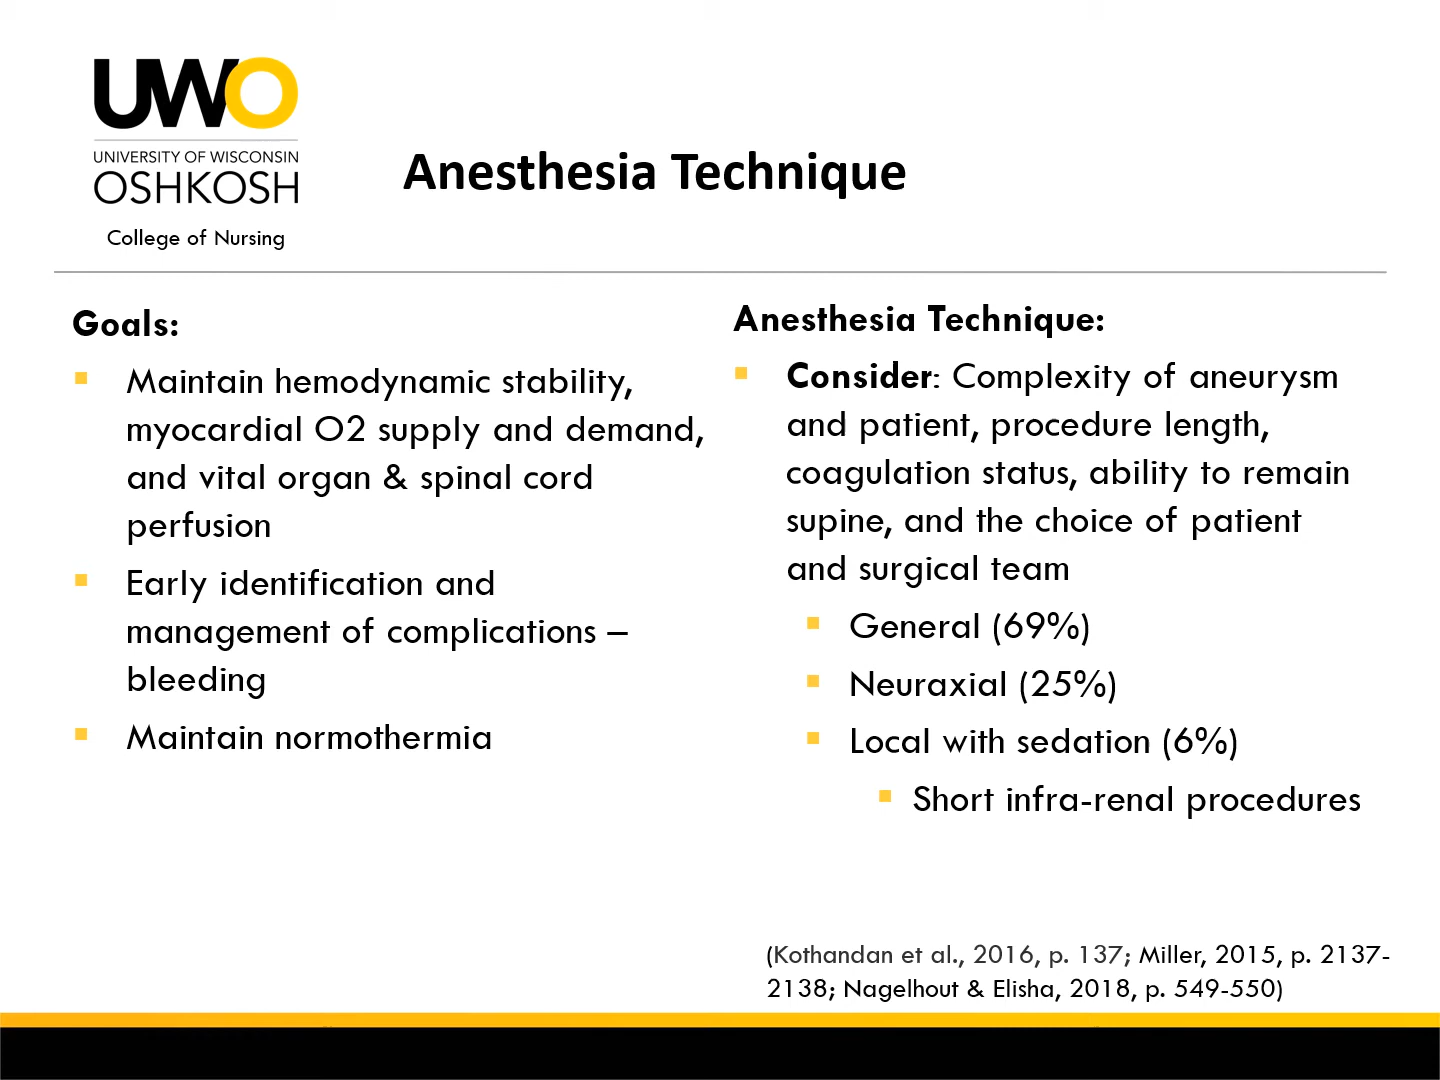 UWO
UNIVERSITY OF WISCONSIN
OSHKOSH
College of Nursing
Anesthesia Technique
Goals:
Maintain hemodynamic stability,
myocardial O2 supply and demand,
and vital organ & spinal cord
perfusion
Early identification and
management of complications –
bleeding
Maintain normothermia
Anesthesia Technique:
Consider: Complexity of aneurysm
and patient, procedure length,
coagulation status, ability to remain
supine, and the choice of patient
and surgical team
General (69%)
Neuraxial (25%)
Local with sedation (6%)
Short infra-renal procedures
(Kothandan et al., 2016, p. 137; Miller, 2015, p. 2137-
2138; Nagelhout & Elisha, 2018, p. 549-550)